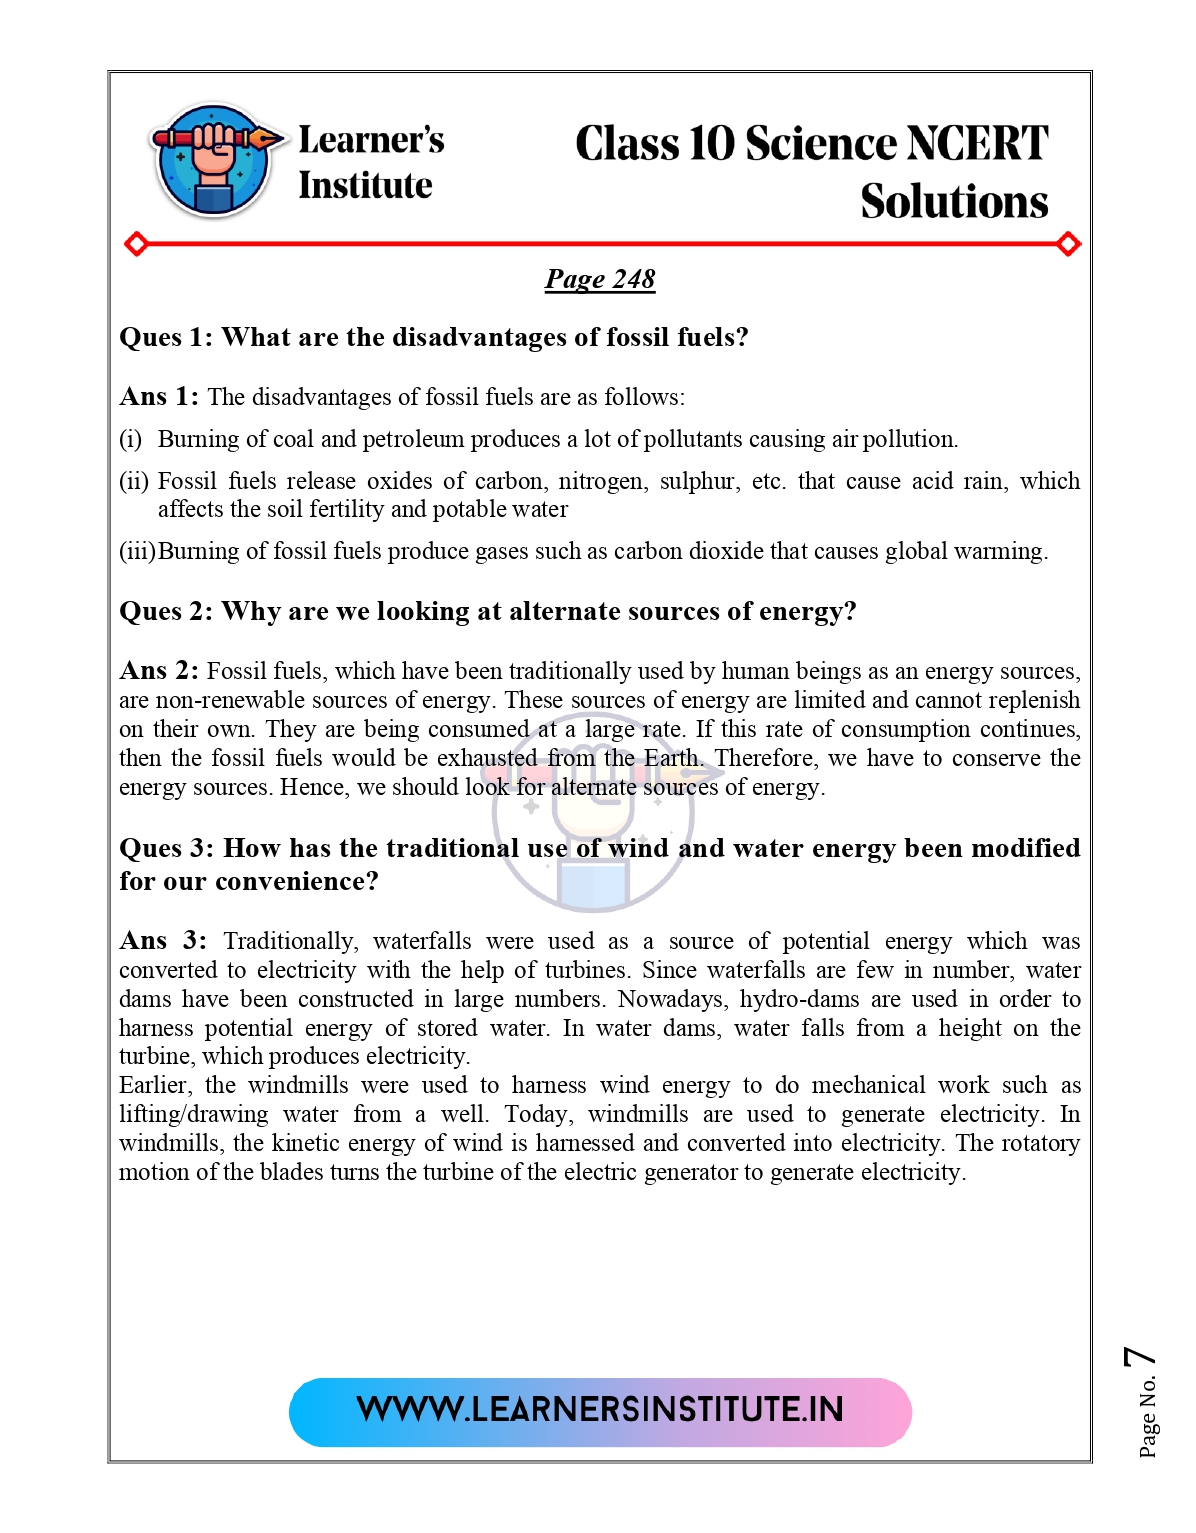 Learner's
Institute
Class 10 Science NCERT
Solutions
Page 248
Ques 1: What are the disadvantages of fossil fuels?
Ans 1: The disadvantages of fossil fuels are as follows:
(i) Burning of coal and petroleum produces a lot of pollutants causing air pollution.
(ii) Fossil fuels release oxides of carbon, nitrogen, sulphur, etc. that cause acid rain, which
affects the soil fertility and potable water
(iii)Burning of fossil fuels produce gases such as carbon dioxide that causes global warming.
Ques 2: Why are we looking at alternate sources of energy?
Ans 2: Fossil fuels, which have been traditionally used by human beings as an energy sources,
are non-renewable sources of energy. These sources of energy are limited and cannot replenish
on their own. They are being consumed at a large rate. If this rate of consumption continues,
then the fossil fuels would be exhausted from the Earth. Therefore, we have to conserve the
energy sources. Hence, we should look for alternate sources of energy.
Ques 3: How has the traditional use of wind and water energy been modified
for our convenience?
Ans 3: Traditionally, waterfalls were used as a source of potential energy which was
converted to electricity with the help of turbines. Since waterfalls are few in number, water
dams have been constructed in large numbers. Nowadays, hydro-dams are used in order to
harness potential energy of stored water. In water dams, water falls from a height on the
turbine, which produces electricity.
Earlier, the windmills were used to harness wind energy to do mechanical work such as
lifting/drawing water from a well. Today, windmills are used to generate electricity. In
windmills, the kinetic energy of wind is harnessed and converted into electricity. The rotatory
motion of the blades turns the turbine of the electric generator to generate electricity.
WWW.LEARNERSINSTITUTE.IN
Page No. 7